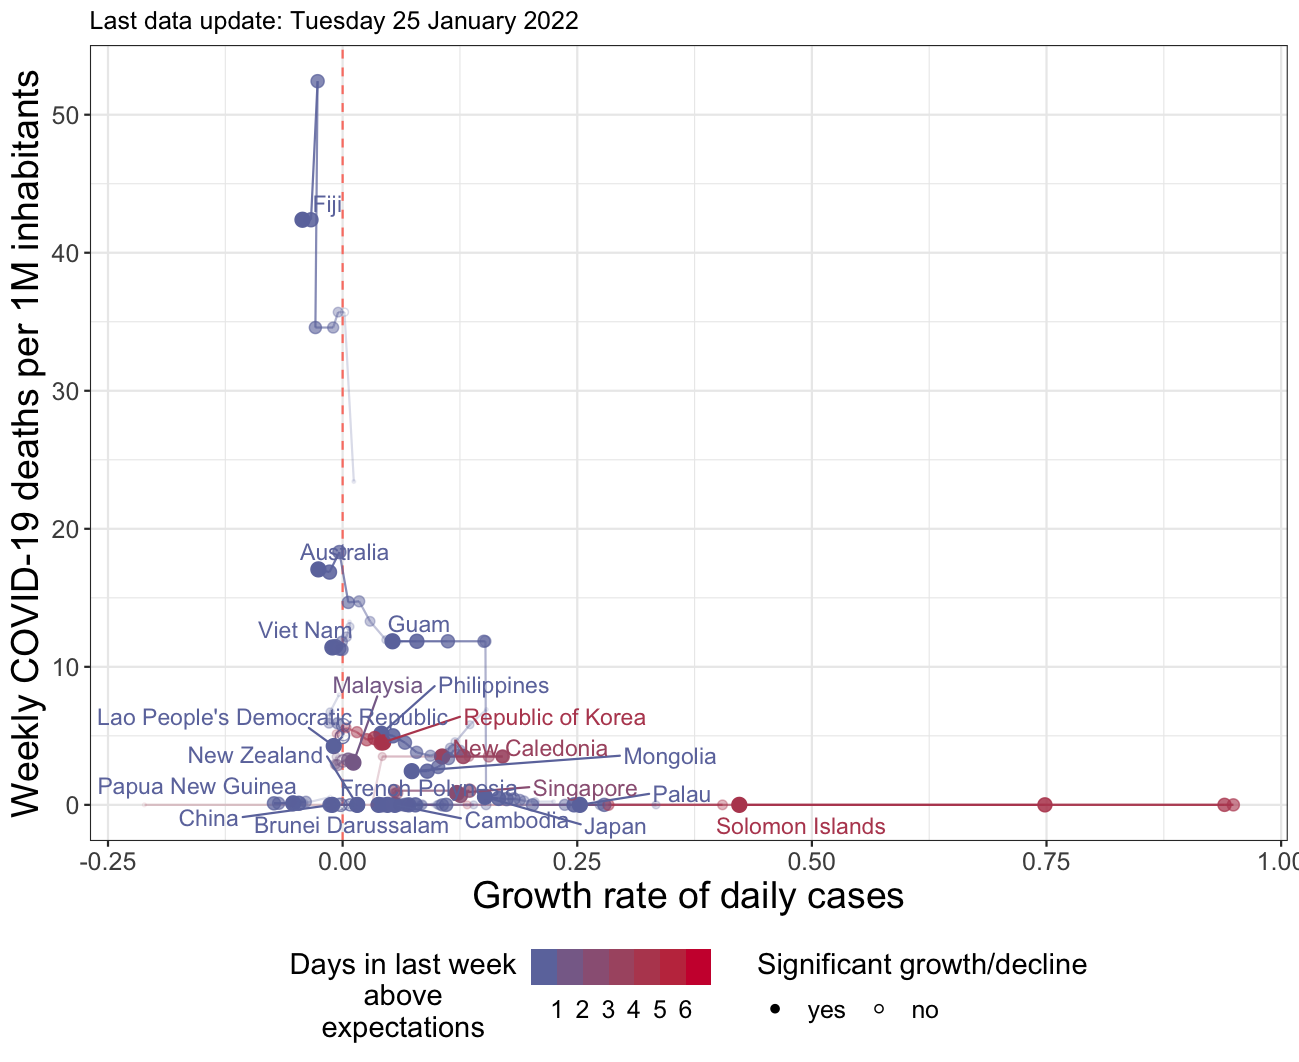 Last data update: Tuesday 25 January 2022
Weekly COVID-19 deaths per 1M inhabitants
50
40
30
20
10
0
Fiji
Australia
Viet Nam
Guam
Malaysia
Philippines
Lao People's Democratic Republic
Republic of Korea
New Zealand
New Caledonia
Mongolia
Papua New Guinea
French Polynesia
Singapore
Palau
China
Brunei Darussalam
Cambodia
Japan
Solomon Islands
-0.25
0.00
0.25
0.50
0.75
1.00
Growth rate of daily cases
Days in last week
above
expectations
1 2 3 4 5 6
Significant growth/decline
yes
no